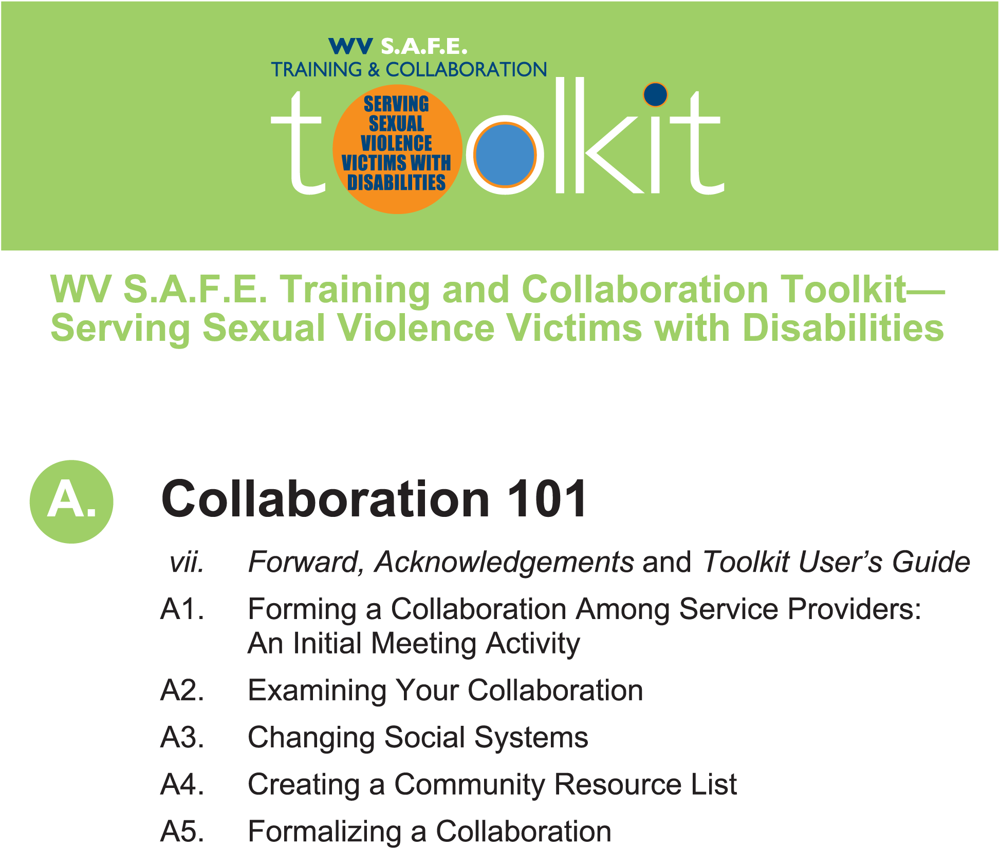 WV S.A.F.E.
TRAINING & COLLABORATION
toolkit
SERVING
SEXUAL
VIOLENCE
VICTIMS WITH
DISABILITIES
WV S.A.F.E. Training and Collaboration Toolkit—
Serving Sexual Violence Victims with Disabilities
A. Collaboration 101
vii. Forward, Acknowledgements and Toolkit User’s Guide
A1. Forming a Collaboration Among Service Providers:
An Initial Meeting Activity
A2. Examining Your Collaboration
A3. Changing Social Systems
A4. Creating a Community Resource List
A5. Formalizing a Collaboration